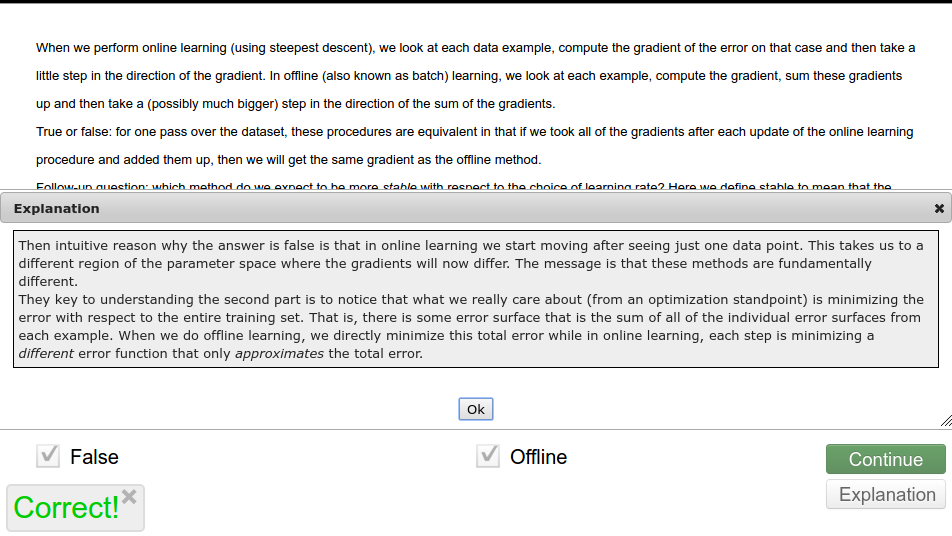 When we perform online learning (using steepest descent), we look at each data example, compute the gradient of the error on that case and then take a
little step in the direction of the gradient. In offline (also known as batch) learning, we look at each example, compute the gradient, sum these gradients
up and then take a (possibly much bigger) step in the direction of the sum of the gradients.
True or false: for one pass over the dataset, these procedures are equivalent in that if we took all of the gradients after each update of the online learning
procedure and added them up, then we will get the same gradient as the offline method.
Follow-up question: which method do we expect to be more stable with respect to the choice of learning rate? Here we define stable to mean that the
Explanation
Then intuitive reason why the answer is false is that in online learning we start moving after seeing just one data point. This takes us to a
different region of the parameter space where the gradients will now differ. The message is that these methods are fundamentally
different.
They key to understanding the second part is to notice that what we really care about (from an optimization standpoint) is minimizing the
error with respect to the entire training set. That is, there is some error surface that is the sum of all of the individual error surfaces from
each example. When we do offline learning, we directly minimize this total error while in online learning, each step is minimizing a
different error function that only approximates the total error.
Ok
False
Offline
Continue
Explanation
Correct!